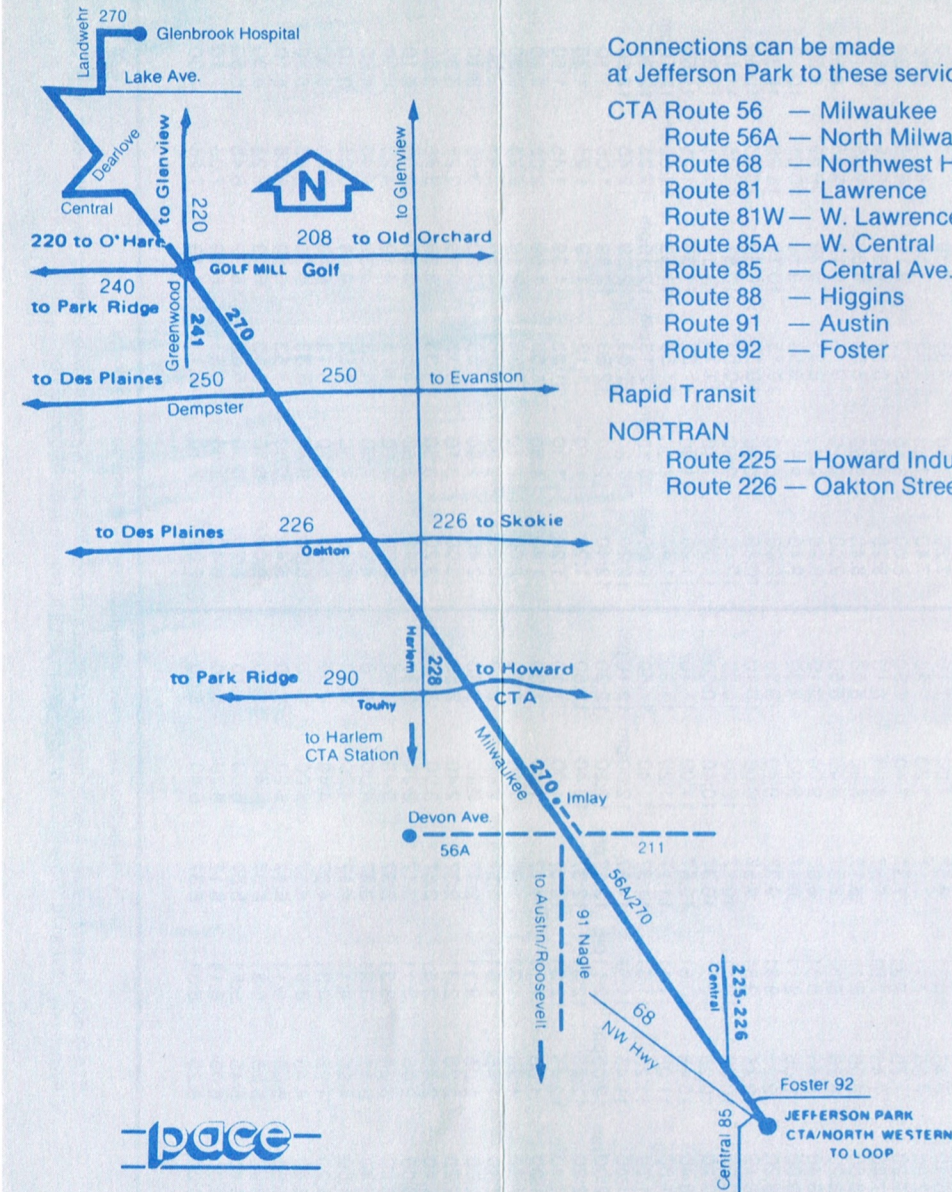 270
Glenbrook Hospital
Landwehr
Lake Ave.
Dearlove
Central
to Glenview
220
N
to Glenview
220 to O'Hare
208 to Old Orchard
GOLF MILL Golf
240
to Park Ridge
Greenwood
241
270
to Des Plaines 250
250 to Evanston
Dempster
to Des Plaines 226
226 to Skokie
Oakton
Harlem
228
to Park Ridge 290
to Howard
CTA
Touhy
to Harlem
CTA Station
Milwaukee
270
Imlay
Devon Ave.
56A
211
56A/270
to Austin/Roosevelt
91 Nagle
68
NW Hwy
225-226
Central
Foster 92
Central 85
JEFFERSON PARK
CTA/NORTH WESTERN
TO LOOP
pace
Connections can be made
at Jefferson Park to these servic
CTA Route 56 — Milwaukee
Route 56A — North Milwa
Route 68 — Northwest H
Route 81 — Lawrence
Route 81W — W. Lawrence
Route 85A — W. Central
Route 85 — Central Ave.
Route 88 — Higgins
Route 91 — Austin
Route 92 — Foster
Rapid Transit
NORTRAN
Route 225 — Howard Indu
Route 226 — Oakton Stree